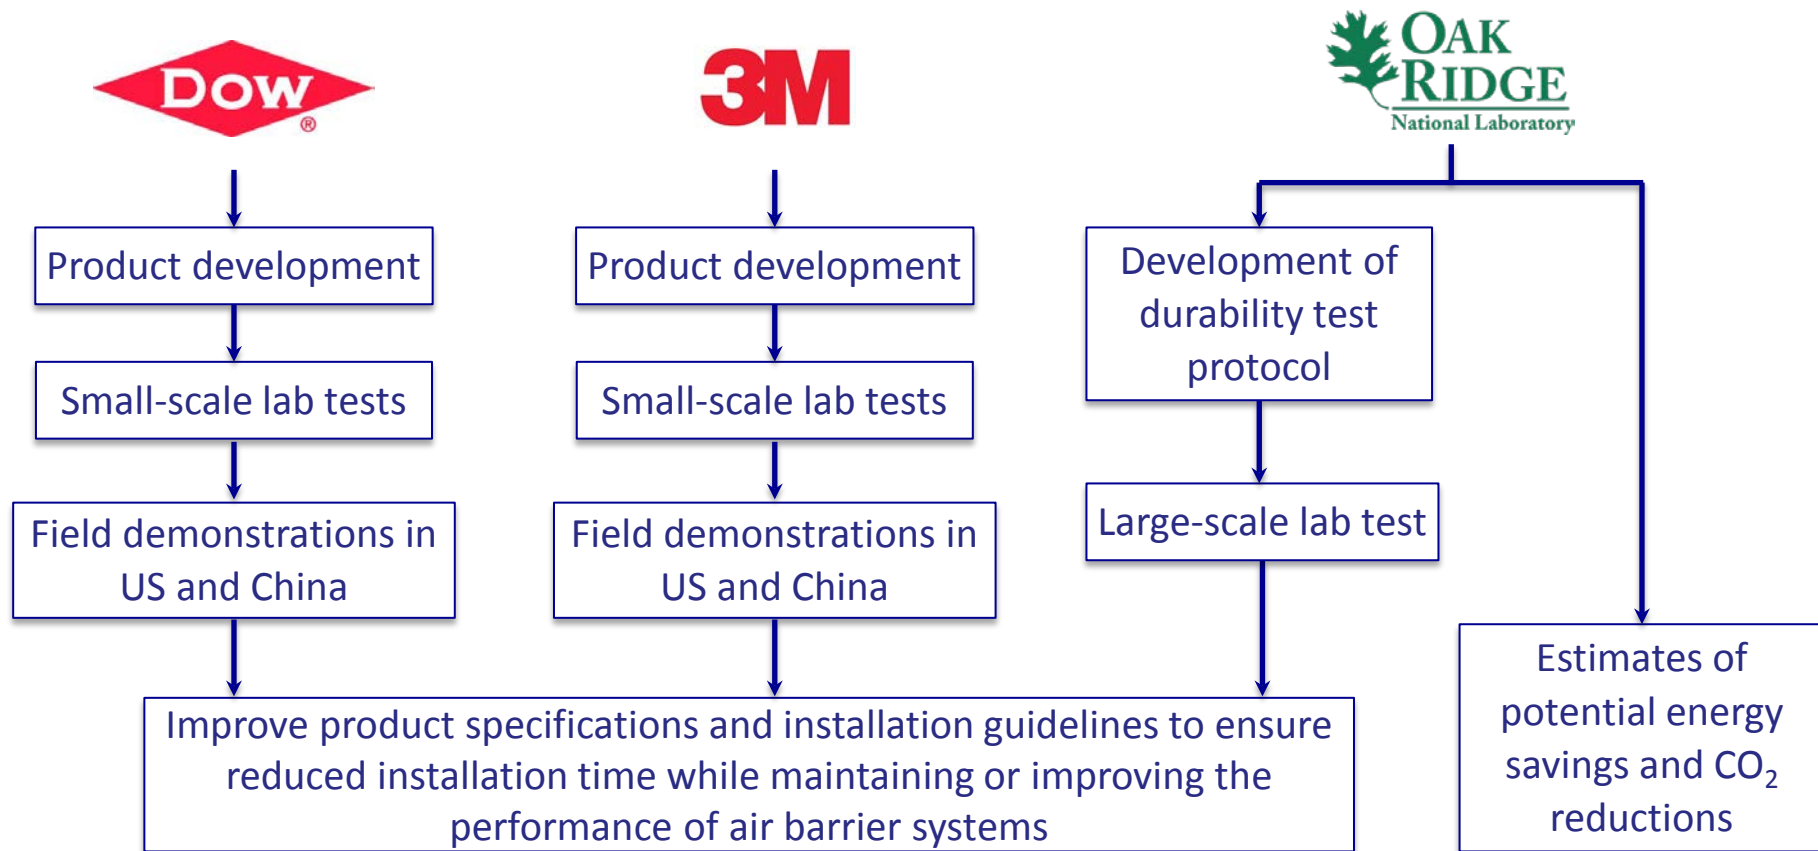 DOW
®
3M
OAK
RIDGE
National Laboratory
Product development
Small-scale lab tests
Field demonstrations in
US and China
Product development
Small-scale lab tests
Field demonstrations in
US and China
Development of
durability test
protocol
Large-scale lab test
Improve product specifications and installation guidelines to ensure
reduced installation time while maintaining or improving the
performance of air barrier systems
Estimates of
potential energy
savings and CO₂
reductions